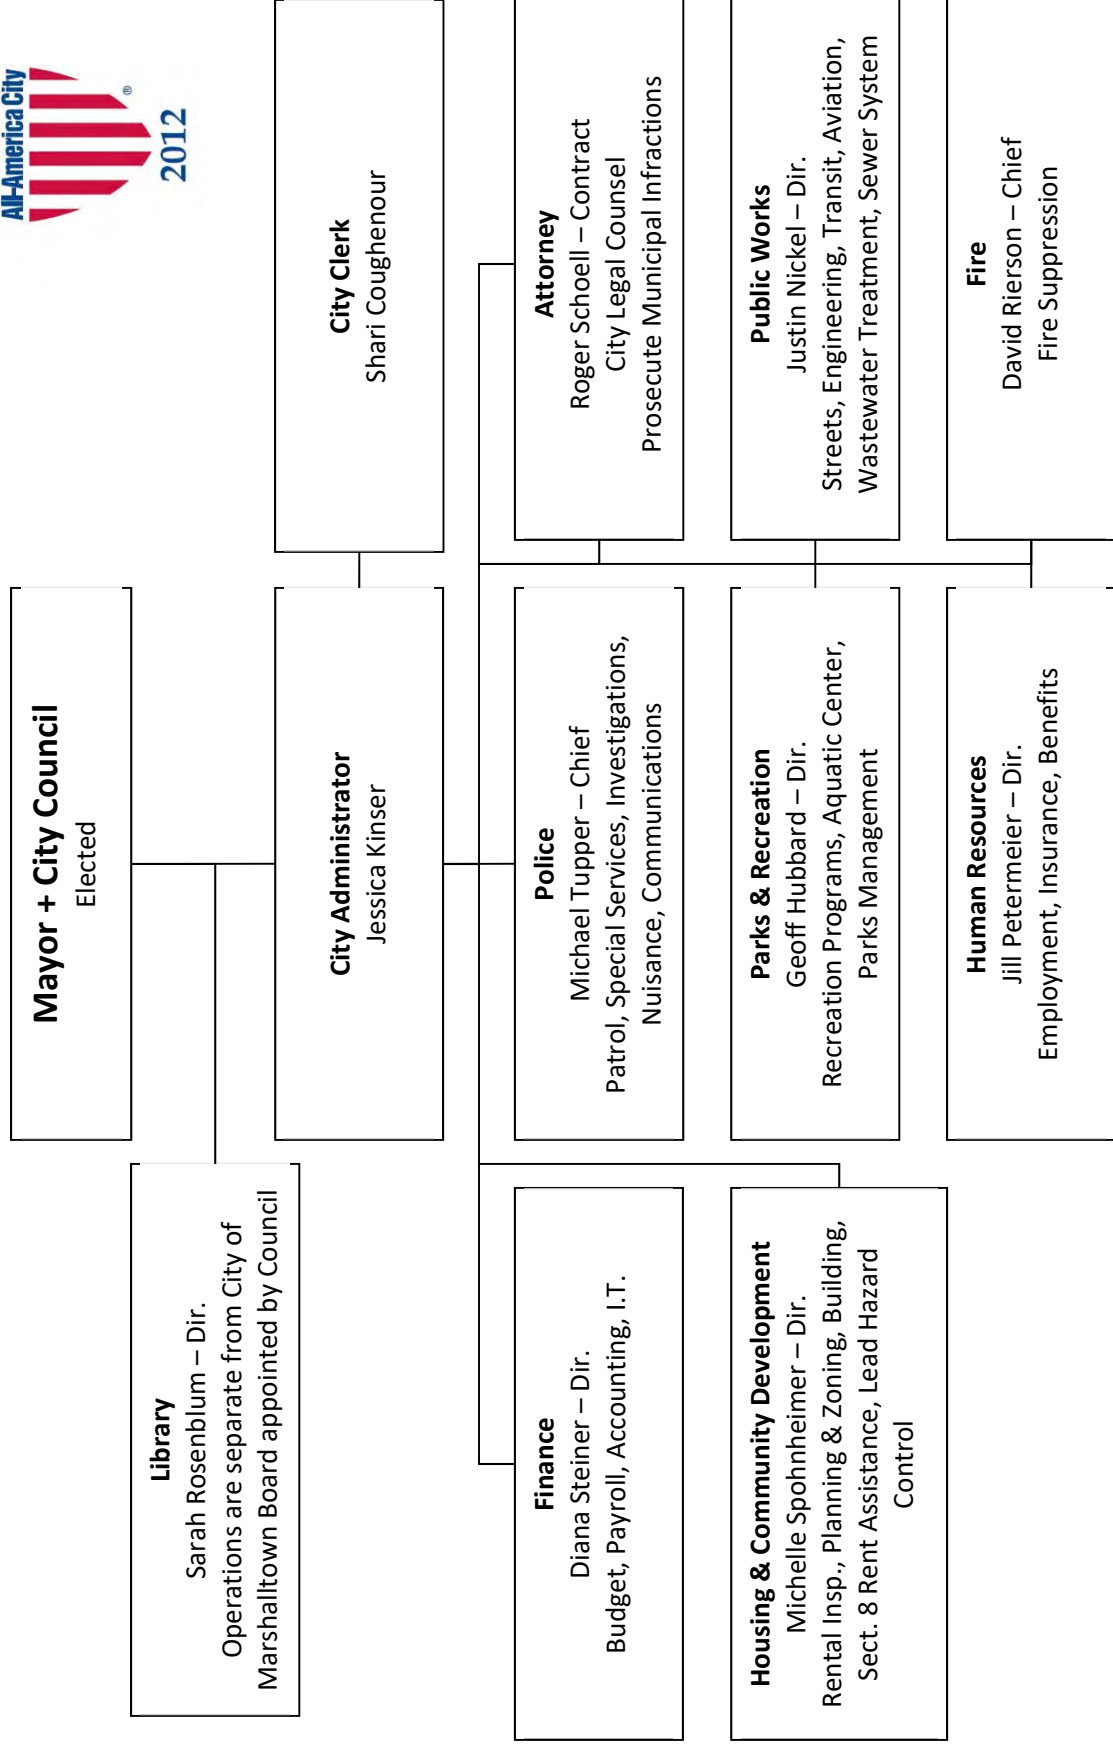 All-America City
®
2012
Mayor + City Council
Elected
Library
Sarah Rosenblum – Dir.
Operations are separate from City of
Marshalltown Board appointed by Council
City Administrator
Jessica Kinser
City Clerk
Shari Coughenour
Finance
Diana Steiner – Dir.
Budget, Payroll, Accounting, I.T.
Police
Michael Tupper – Chief
Patrol, Special Services, Investigations,
Nuisance, Communications
Attorney
Roger Schoell – Contract
City Legal Counsel
Prosecute Municipal Infractions
Housing & Community Development
Michelle Spohnheimer – Dir.
Rental Insp., Planning & Zoning, Building,
Sect. 8 Rent Assistance, Lead Hazard
Control
Parks & Recreation
Geoff Hubbard – Dir.
Recreation Programs, Aquatic Center,
Parks Management
Public Works
Justin Nickel – Dir.
Streets, Engineering, Transit, Aviation,
Wastewater Treatment, Sewer System
Human Resources
Jill Petermeier – Dir.
Employment, Insurance, Benefits
Fire
David Rierson – Chief
Fire Suppression